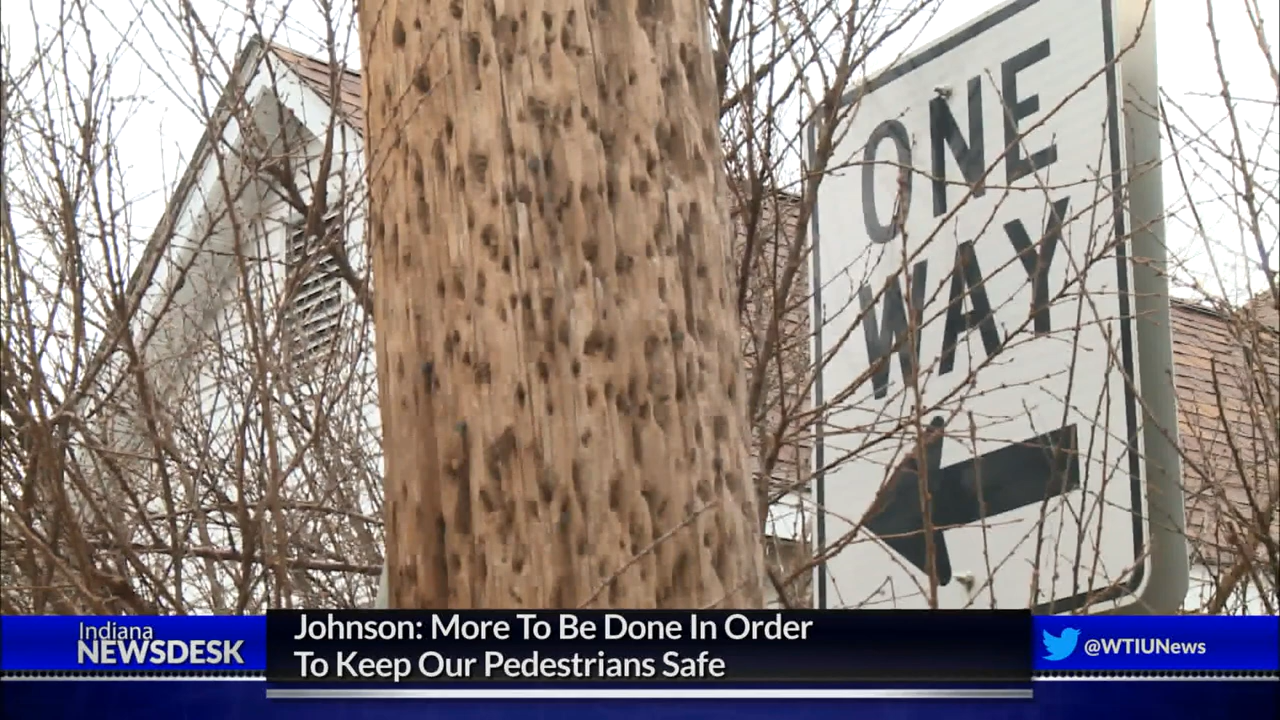 ONE
WAY
Indiana
NEWSDESK
Johnson: More To Be Done In Order
To Keep Our Pedestrians Safe
@WTIUNews